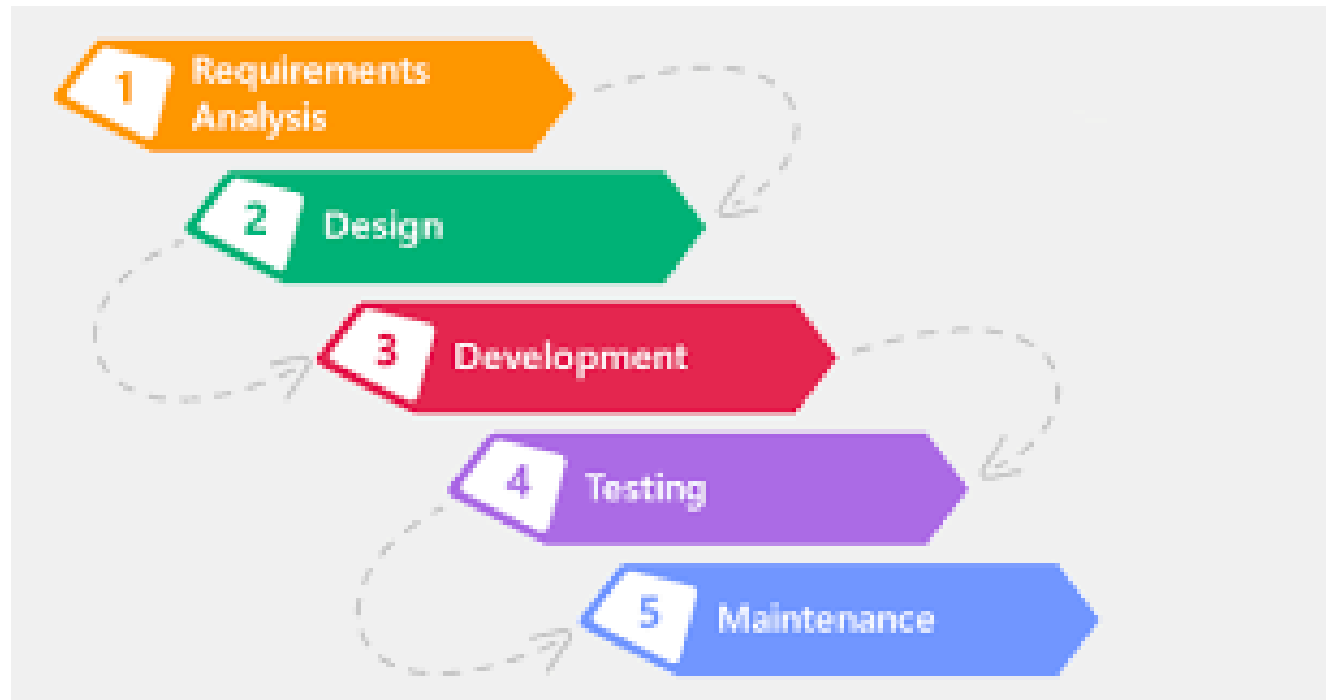 1
Requirements
Analysis
2
Design
3
Development
4
Testing
5
Maintenance